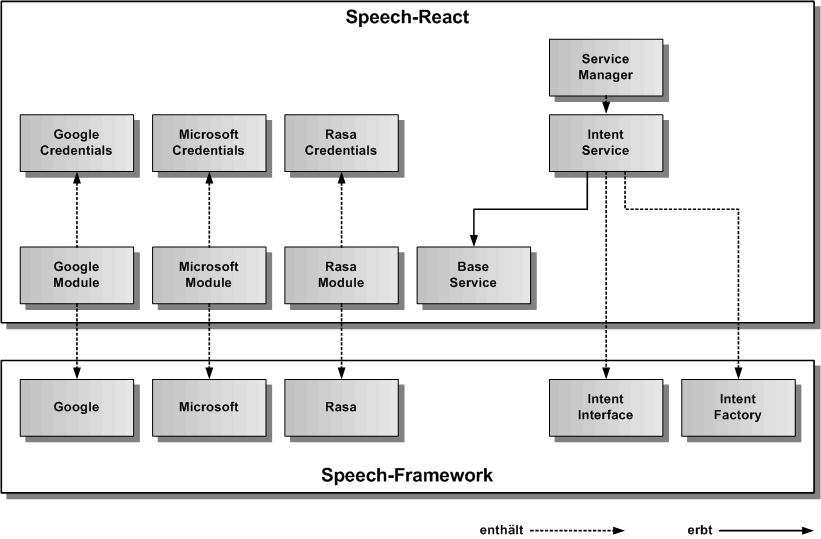 Speech-React
Service
Manager
Google
Credentials
Microsoft
Credentials
Rasa
Credentials
Intent
Service
Google
Module
Microsoft
Module
Rasa
Module
Base
Service
Google
Microsoft
Rasa
Intent
Interface
Intent
Factory
Speech-Framework
enthält
erbt